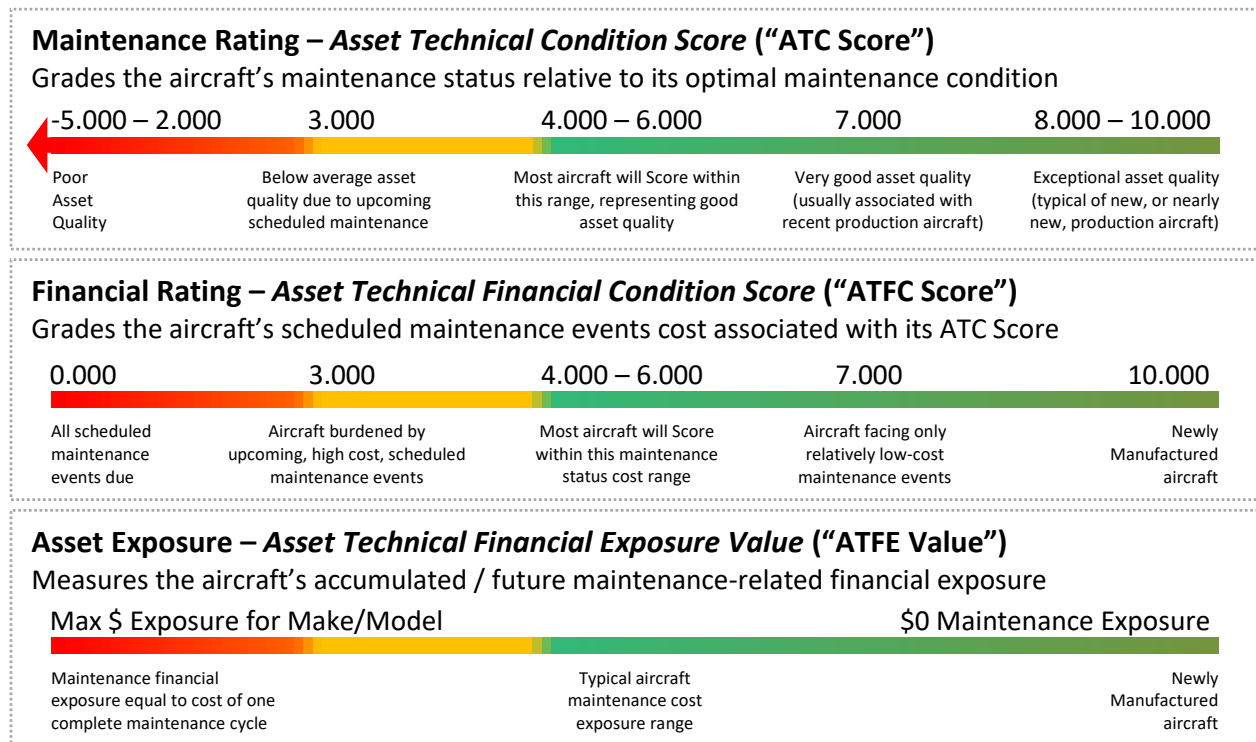 Maintenance Rating – Asset Technical Condition Score (“ATC Score”)
Grades the aircraft’s maintenance status relative to its optimal maintenance condition
-5.000 – 2.000 3.000 4.000 – 6.000 7.000 8.000 – 10.000
Poor
Asset
Quality
Below average asset
quality due to upcoming
scheduled maintenance
Most aircraft will Score within
this range, representing good
asset quality
Very good asset quality
(usually associated with
recent production aircraft)
Exceptional asset quality
(typical of new, or nearly
new, production aircraft)
Financial Rating – Asset Technical Financial Condition Score (“ATFC Score”)
Grades the aircraft’s scheduled maintenance events cost associated with its ATC Score
0.000 3.000 4.000 – 6.000 7.000 10.000
All scheduled
maintenance
events due
Aircraft burdened by
upcoming, high cost, scheduled
maintenance events
Most aircraft will Score
within this maintenance
status cost range
Aircraft facing only
relatively low-cost
maintenance events
Newly
Manufactured
aircraft
Asset Exposure – Asset Technical Financial Exposure Value (“ATFE Value”)
Measures the aircraft’s accumulated / future maintenance-related financial exposure
Max $ Exposure for Make/Model $0 Maintenance Exposure
Maintenance financial
exposure equal to cost of one
complete maintenance cycle
Typical aircraft
maintenance cost
exposure range
Newly
Manufactured
aircraft